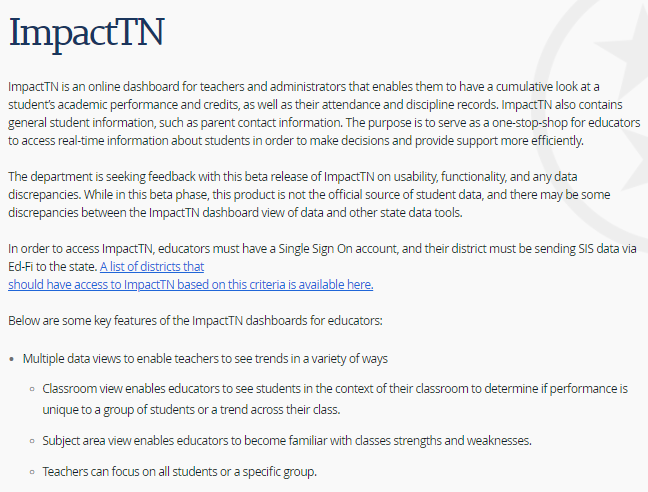 ImpactTN
ImpactTN is an online dashboard for teachers and administrators that enables them to have a cumulative look at a
student's academic performance and credits, as well as their attendance and discipline records. ImpactTN also contains
general student information, such as parent contact information. The purpose is to serve as a one-stop-shop for educators
to access real-time information about students in order to make decisions and provide support more efficiently.
The department is seeking feedback with this beta release of ImpactTN on usability, functionality, and any data
discrepancies. While in this beta phase, this product is not the official source of student data, and there may be some
discrepancies between the ImpactTN dashboard view of data and other state data tools.
In order to access ImpactTN, educators must have a Single Sign On account, and their district must be sending SIS data via
Ed-Fi to the state. A list of districts that
should have access to ImpactTN based on this criteria is available here.
Below are some key features of the ImpactTN dashboards for educators:
• Multiple data views to enable teachers to see trends in a variety of ways
◦ Classroom view enables educators to see students in the context of their classroom to determine if performance is
unique to a group of students or a trend across their class.
◦ Subject area view enables educators to become familiar with classes strengths and weaknesses.
◦ Teachers can focus on all students or a specific group.